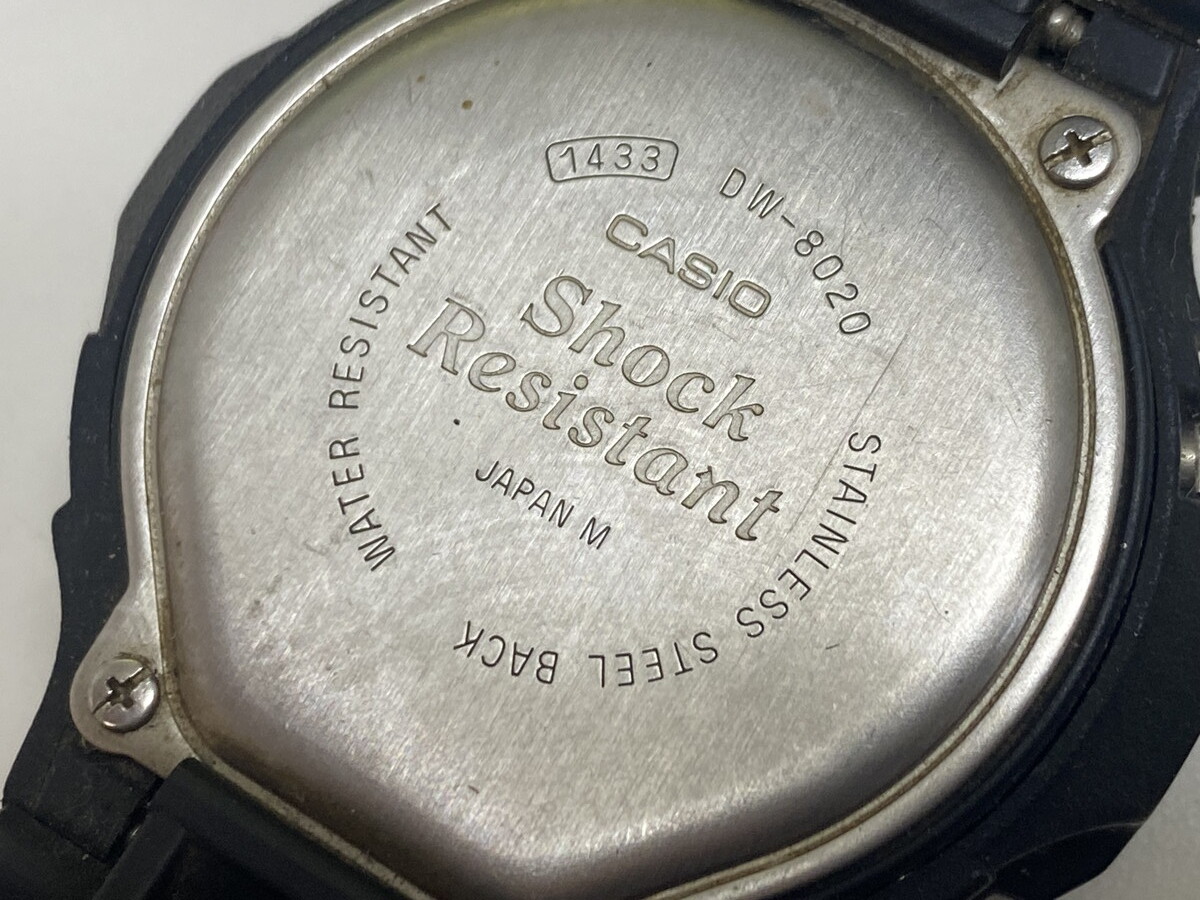 1433
DW-8020
CASIO
Shock
Resistant
JAPAN M
WATER RESISTANT
STAINLESS STEEL BACK